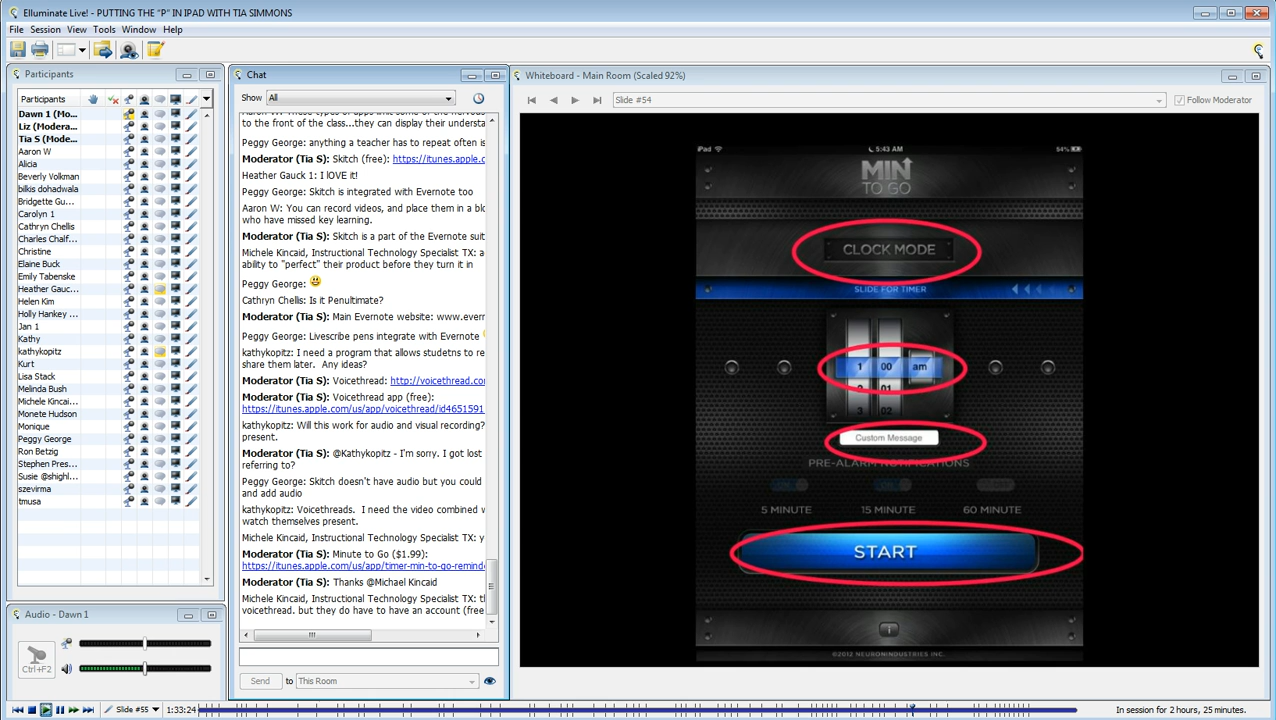 Elluminate Live! - PUTTING THE "P" IN IPAD WITH TIA SIMMONS
File Session View Tools Window Help
Participants
Participants
Dawn 1 (Mo...
Liz (Modera...
Tia S (Mode...
Aaron W
Alicia
Beverly Volkman
bilkis dohadwala
Bridgette Gu...
Carolyn 1
Cathryn Chellis
Charles Chalf...
Christine
Elaine Buck
Emily Tabenske
Heather Gauc...
Helen Kim
Holly Hankey ...
Jan 1
Kathy
kathykopitz
Kurt
Lisa Stack
Melinda Bush
Michele Kincai...
Monete Hudson
Monique
Peggy George
Ron Betzig
Stephen Pres...
Susie @shighl...
szevirma
tmusa
Audio - Dawn 1
Ctrl+F2
Chat
Show All
to the front of the class...they can display their understa
Peggy George: anything a teacher has to repeat often is
Moderator (Tia S): Skitch (free): https://itunes.apple.c
Heather Gauck 1: I lOVE it!
Peggy George: Skitch is integrated with Evernote too
Aaron W: You can record videos, and place them in a blo
who have missed key learning.
Moderator (Tia S): Skitch is a part of the Evernote suit
Michele Kincaid, Instructional Technology Specialist TX: a
ability to "perfect" their product before they turn it in
Peggy George:
Cathryn Chellis: Is it Penultimate?
Moderator (Tia S): Main Evernote website: www.evern
Peggy George: Livescribe pens integrate with Evernote
kathykopitz: I need a program that allows studetns to re
share them later. Any ideas?
Moderator (Tia S): Voicethread: http://voicethread.co
Moderator (Tia S): Voicethread app (free):
https://itunes.apple.com/us/app/voicethread/id4651591
kathykopitz: Will this work for audio and visual recording?
present.
Moderator (Tia S): @Kathykopitz - I'm sorry. I got lost
referring to?
Peggy George: Skitch doesn't have audio but you could
and add audio
kathykopitz: Voicethreads. I need the video combined w
watch themselves present.
Michele Kincaid, Instructional Technology Specialist TX: y
Moderator (Tia S): Minute to Go ($1.99):
https://itunes.apple.com/us/app/timer-min-to-go-reminde
Moderator (Tia S): Thanks @Michael Kincaid
Michele Kincaid, Instructional Technology Specialist TX: th
voicethread. but they do have to have an account (free
Send to This Room
Whiteboard - Main Room (Scaled 92%)
Slide #54
Follow Moderator
iPad 5:43 AM 54%
MIN
TO GO
CLOCK MODE
SLIDE FOR TIMER
1 00 am
2 01
3 02
Custom Message
PRE-ALARM NOTIFICATIONS
5 MINUTE 15 MINUTE 60 MINUTE
START
©2012 NEURONINDUSTRIES INC.
Slide #55 1:33:24
In session for 2 hours, 25 minutes.